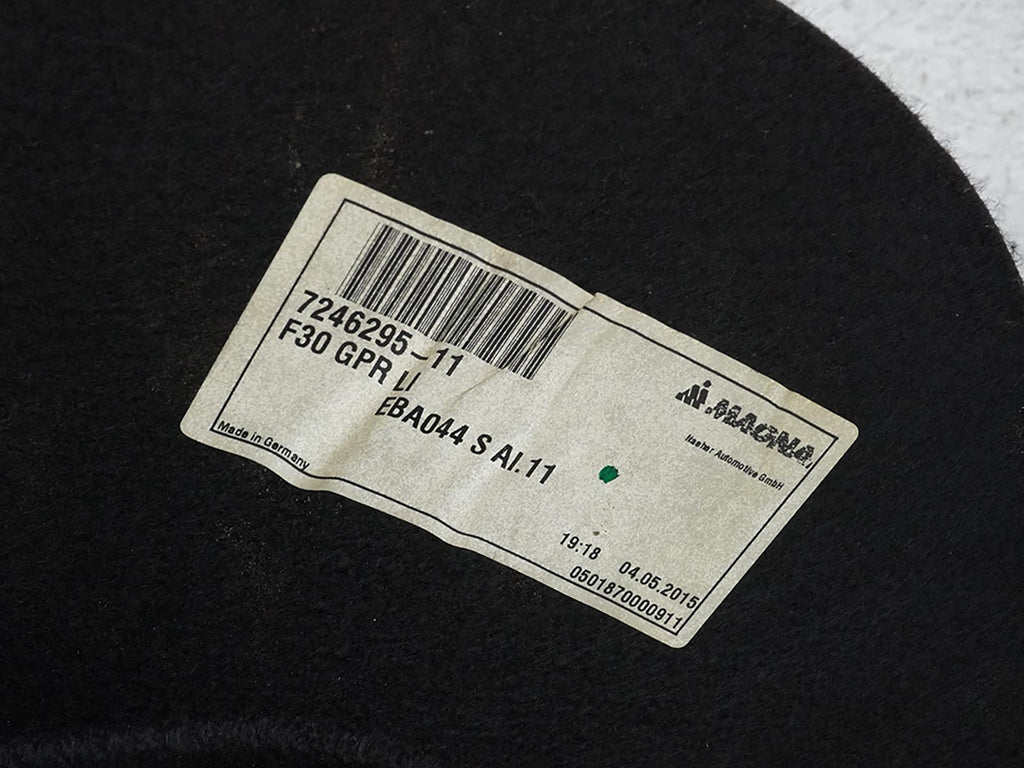 7246295-11
F30 GPR LI
EBA044 S AI.11
Made in Germany
MAGNA
Naeher Automotive GmbH
19:18 04.05.2015
0501870000911